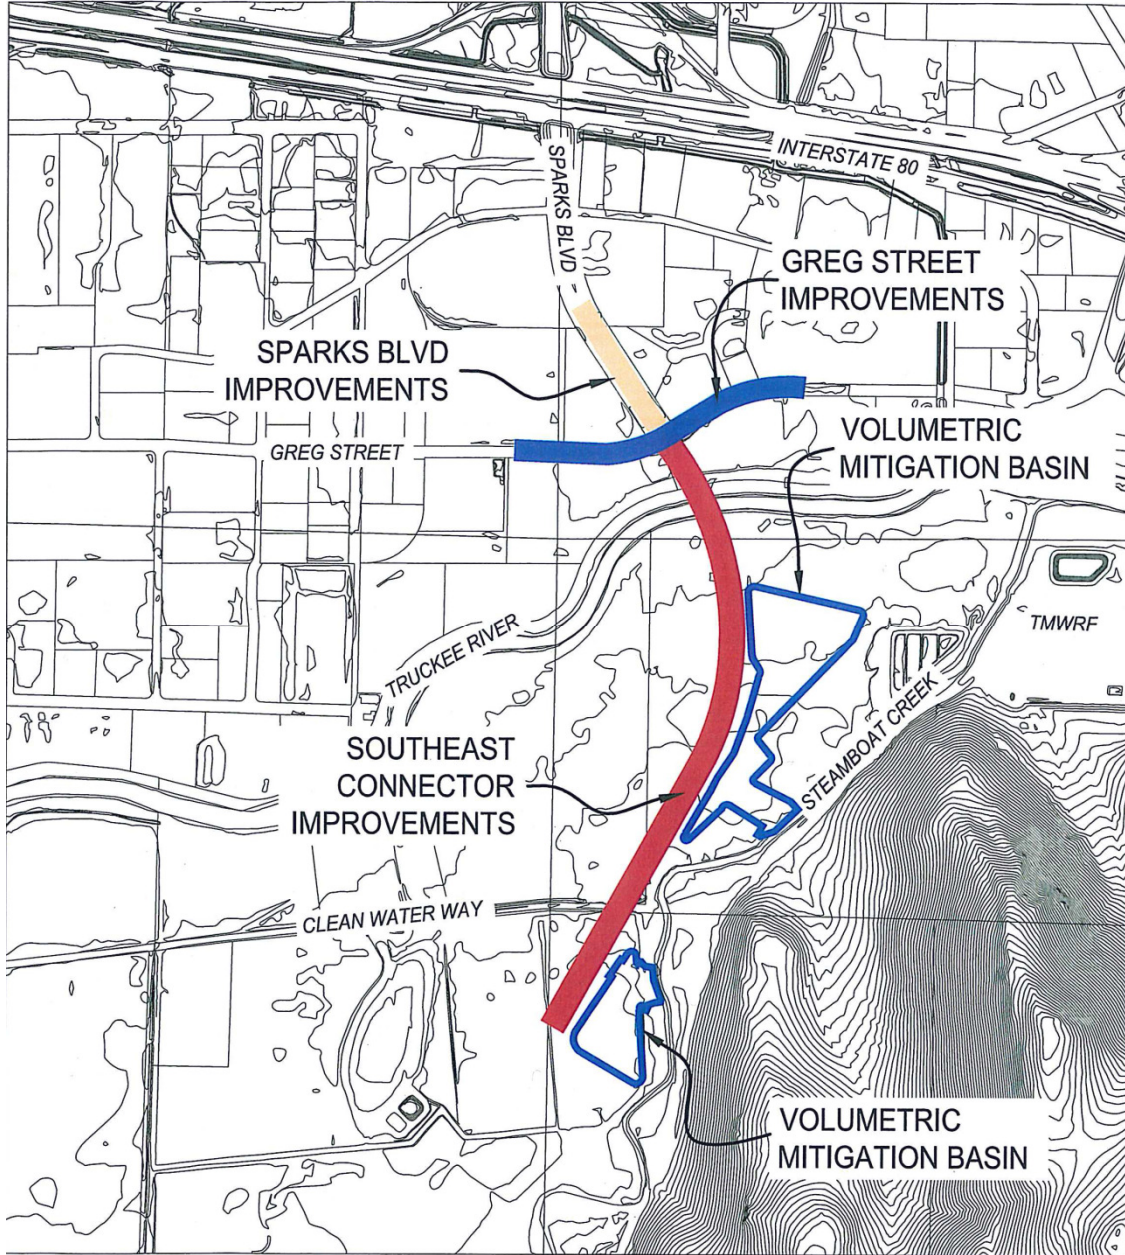 INTERSTATE 80
SPARKS BLVD
GREG STREET
IMPROVEMENTS
SPARKS BLVD
IMPROVEMENTS
VOLUMETRIC
MITIGATION BASIN
GREG STREET
TMWRF
TRUCKEE RIVER
STEAMBOAT CREEK
SOUTHEAST
CONNECTOR
IMPROVEMENTS
CLEAN WATER WAY
VOLUMETRIC
MITIGATION BASIN